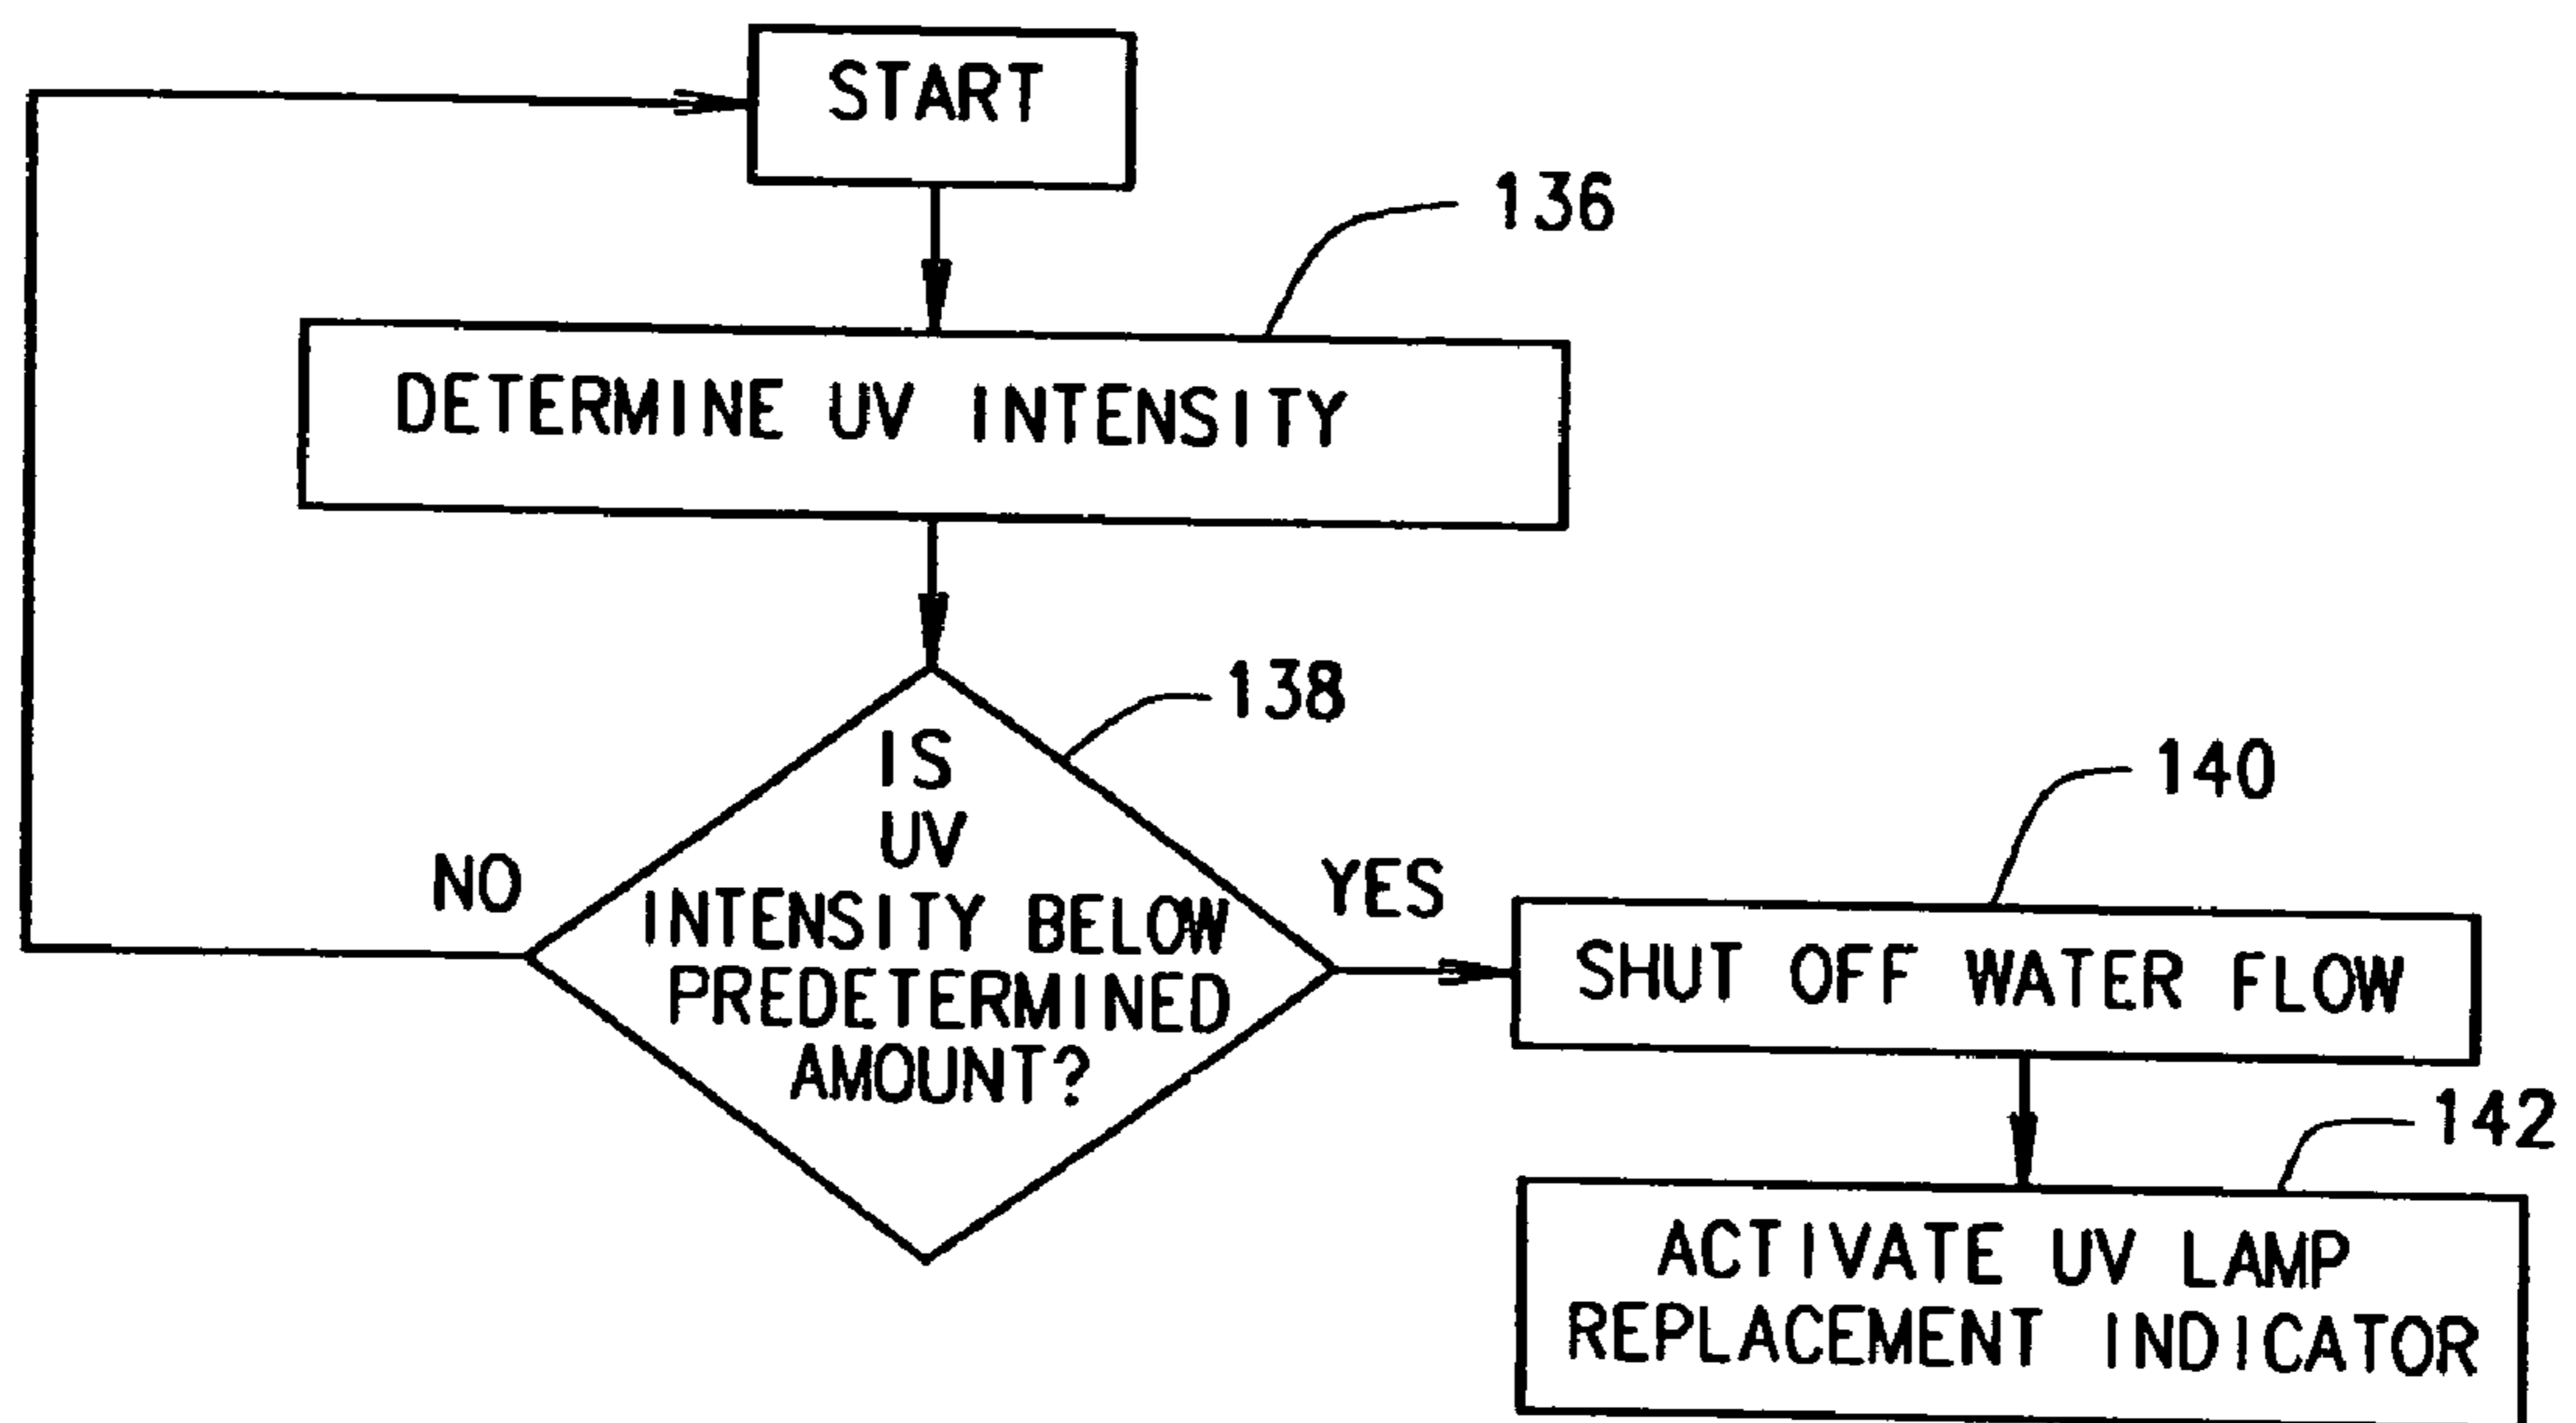 START
136
DETERMINE UV INTENSITY
138
IS
UV
INTENSITY BELOW
PREDETERMINED
AMOUNT?
NO
YES
140
SHUT OFF WATER FLOW
142
ACTIVATE UV LAMP
REPLACEMENT INDICATOR